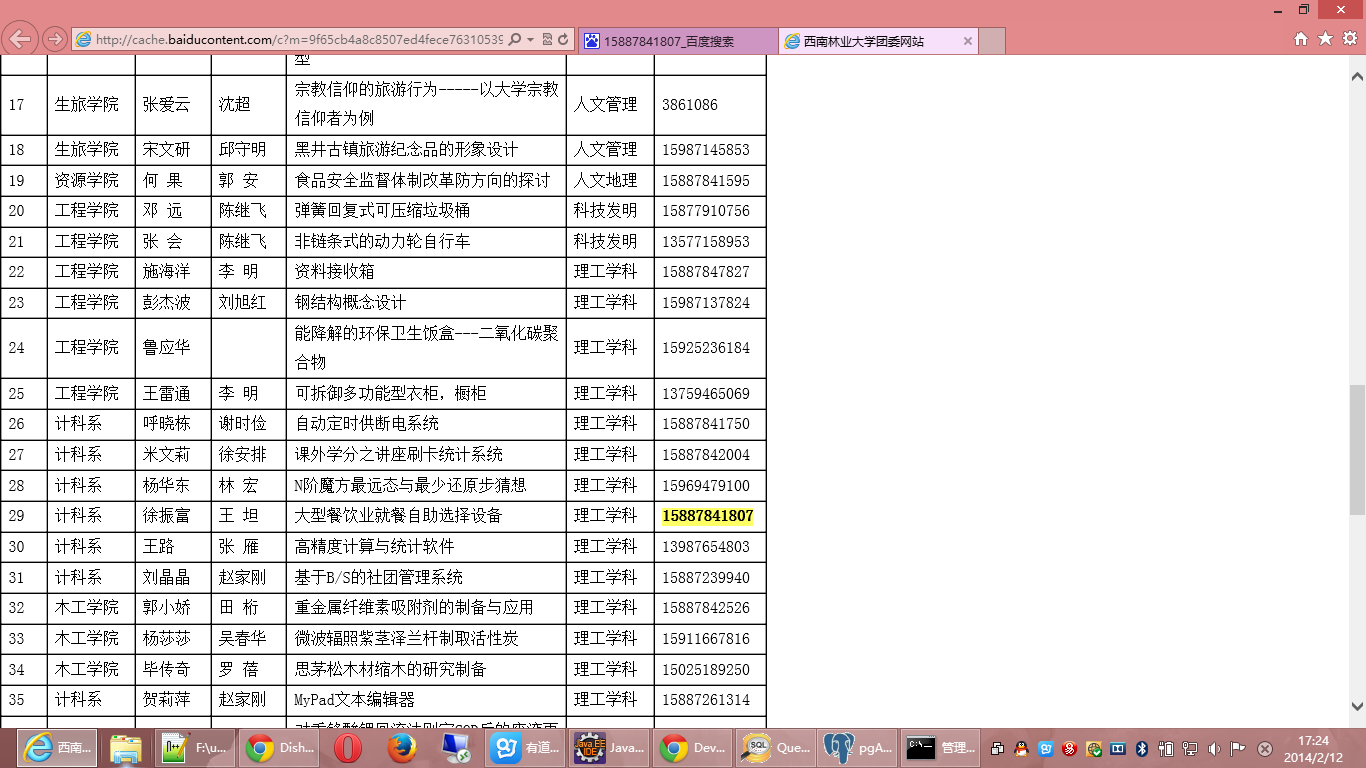 http://cache.baiducontent.com/c?m=9f65cb4a8c8507ed4fece76310539
15887841807_百度搜索
西南林业大学团委网站
型
17 生旅学院 张爱云 沈超 宗教信仰的旅游行为-----以大学宗教信仰者为例 人文管理 3861086
18 生旅学院 宋文研 邱守明 黑井古镇旅游纪念品的形象设计 人文管理 15987145853
19 资源学院 何 果 郭 安 食品安全监督体制改革防方向的探讨 人文地理 15887841595
20 工程学院 邓 远 陈继飞 弹簧回复式可压缩垃圾桶 科技发明 15877910756
21 工程学院 张 会 陈继飞 非链条式的动力轮自行车 科技发明 13577158953
22 工程学院 施海洋 李 明 资料接收箱 理工学科 15887847827
23 工程学院 彭杰波 刘旭红 钢结构概念设计 理工学科 15987137824
24 工程学院 鲁应华 能降解的环保卫生饭盒---二氧化碳聚合物 理工学科 15925236184
25 工程学院 王雷通 李 明 可拆御多功能型衣柜，橱柜 理工学科 13759465069
26 计科系 呼晓栋 谢时俭 自动定时供断电系统 理工学科 15887841750
27 计科系 米文莉 徐安排 课外学分之讲座刷卡统计系统 理工学科 15887842004
28 计科系 杨华东 林 宏 N阶魔方最远态与最少还原步猜想 理工学科 15969479100
29 计科系 徐振富 王 坦 大型餐饮业就餐自助选择设备 理工学科 15887841807
30 计科系 王路 张 雁 高精度计算与统计软件 理工学科 13987654803
31 计科系 刘晶晶 赵家刚 基于B/S的社团管理系统 理工学科 15887239940
32 木工学院 郭小娇 田 桁 重金属纤维素吸附剂的制备与应用 理工学科 15887842526
33 木工学院 杨莎莎 吴春华 微波辐照紫茎泽兰杆制取活性炭 理工学科 15911667816
34 木工学院 毕传奇 罗 蓓 思茅松木材缩木的研究制备 理工学科 15025189250
35 计科系 贺莉萍 赵家刚 MyPad文本编辑器 理工学科 15887261314
西南... F:\u... Dish... 有道... Java... Dev... Que... pgA... 管理...
17:24
2014/2/12